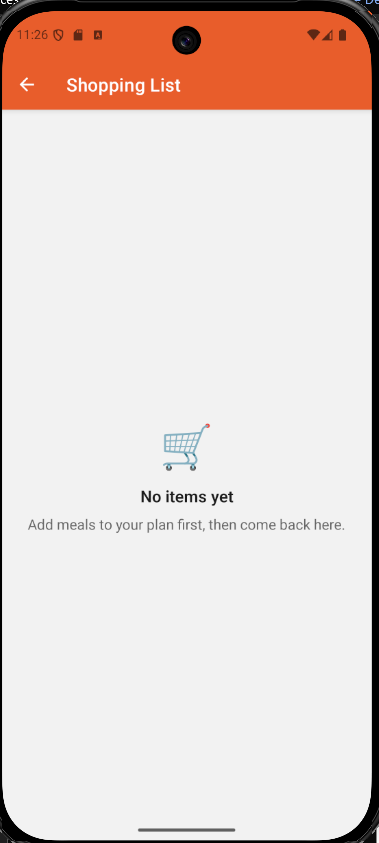 11:26
Shopping List
No items yet
Add meals to your plan first, then come back here.